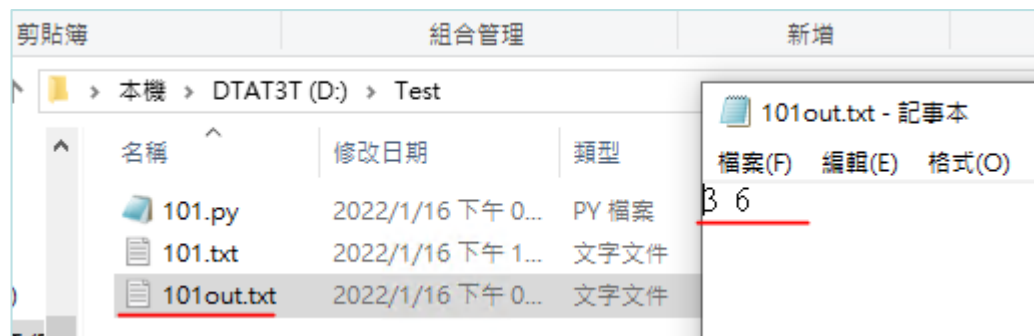 剪貼簿 組合管理 新增
本機 > DTAT3T (D:) > Test
101out.txt - 記事本
檔案(F) 編輯(E) 格式(O)
3 6
名稱 修改日期 類型
101.py 2022/1/16 下午 0... PY 檔案
101.txt 2022/1/16 下午 1... 文字文件
101out.txt 2022/1/16 下午 0... 文字文件